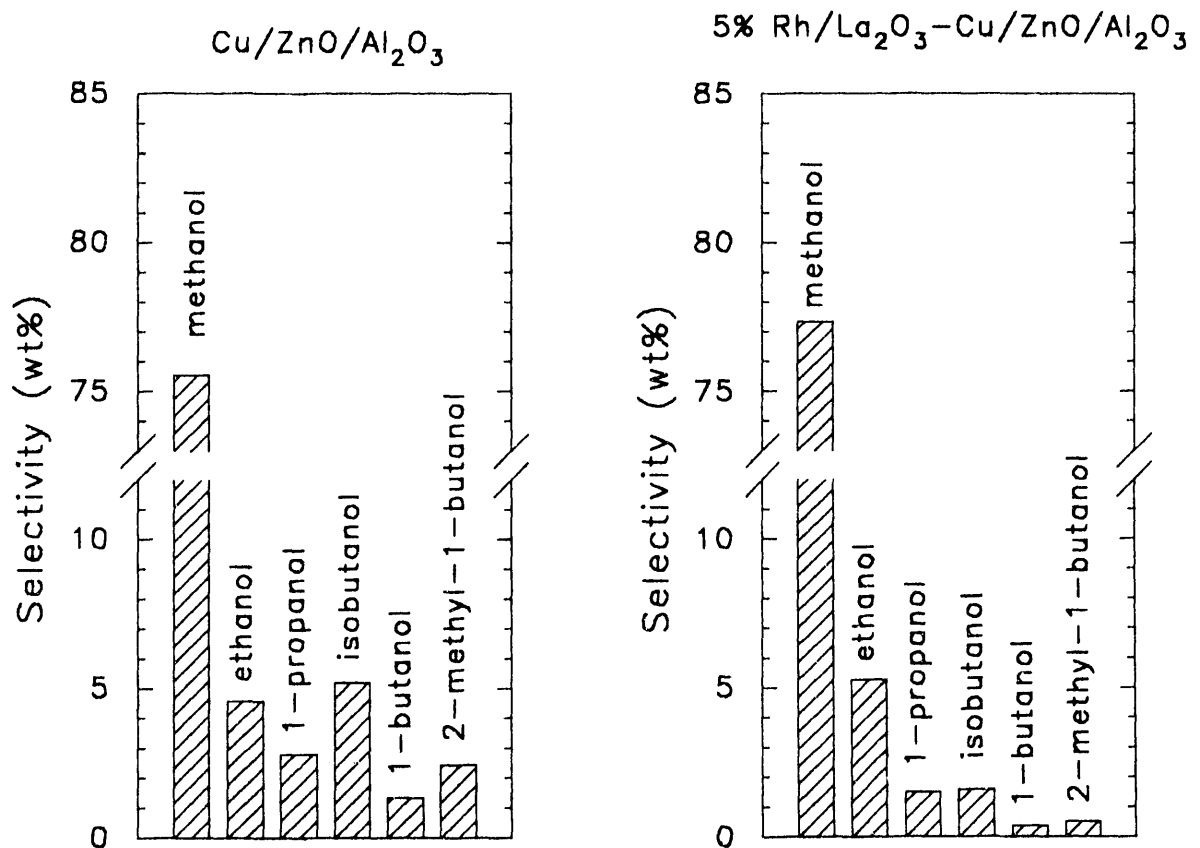 Cu/ZnO/Al₂O₃
Selectivity (wt%)
85
80
75
10
5
0
methanol
ethanol
1-propanol
isobutanol
1-butanol
2-methyl-1-butanol
5% Rh/La₂O₃-Cu/ZnO/Al₂O₃
Selectivity (wt%)
85
80
75
10
5
0
methanol
ethanol
1-propanol
isobutanol
1-butanol
2-methyl-1-butanol